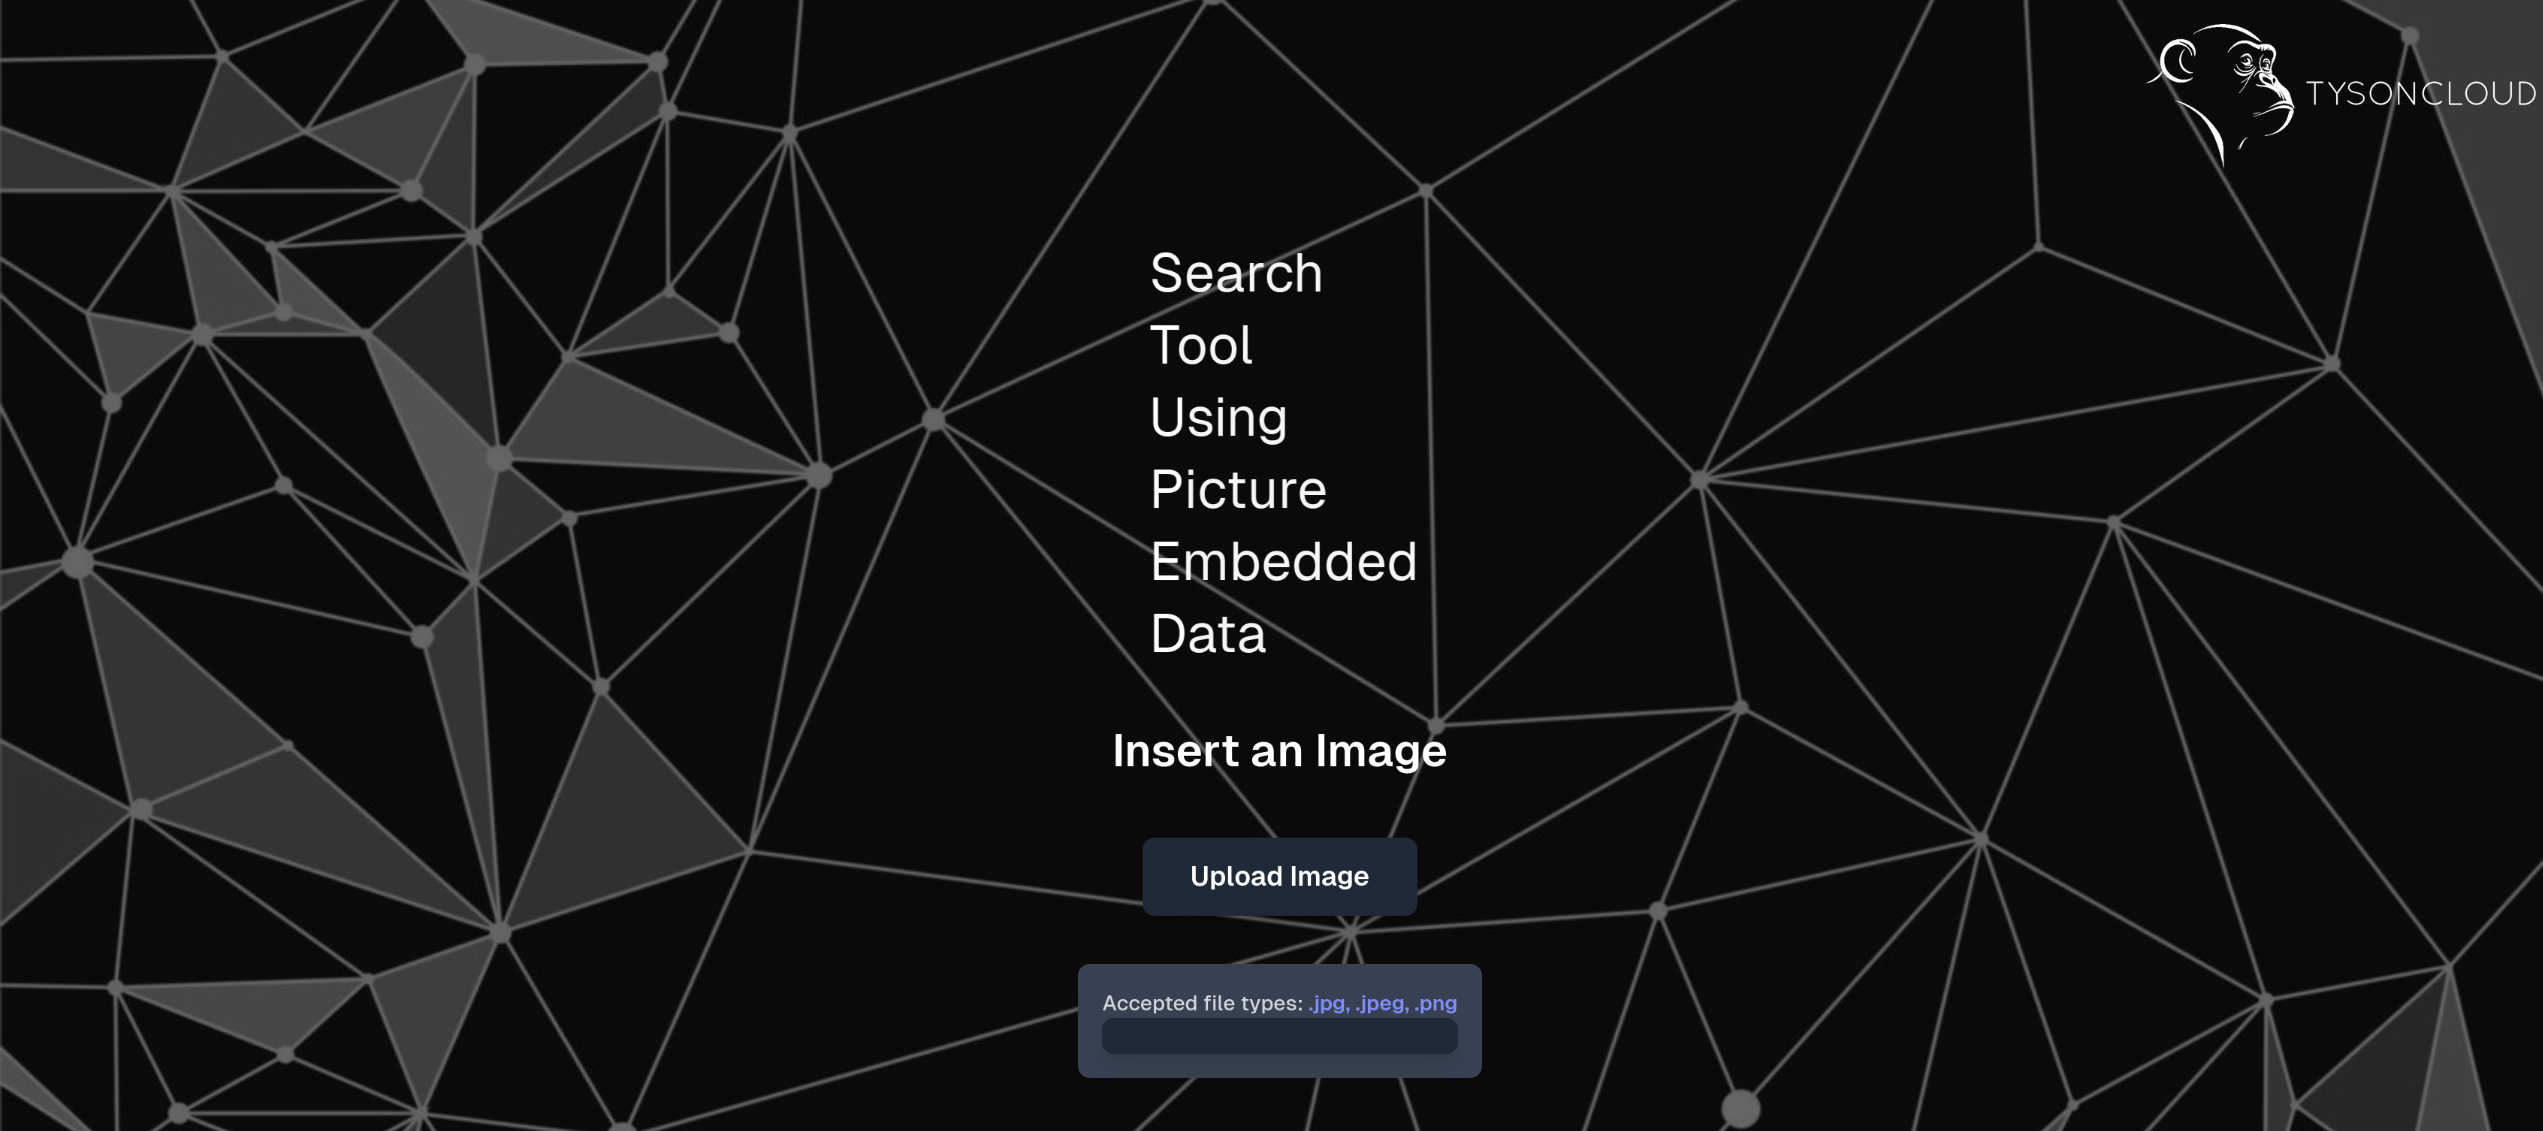 TYSONCLOUD
Search
Tool
Using
Picture
Embedded
Data
Insert an Image
Upload Image
Accepted file types: .jpg, .jpeg, .png